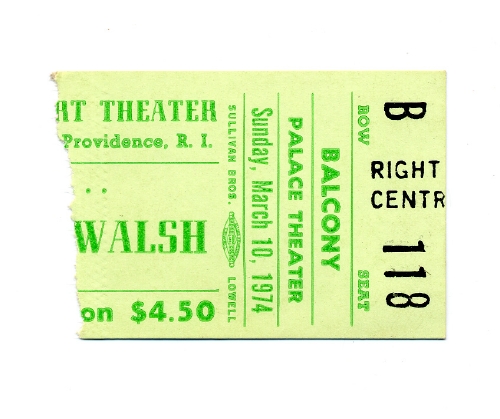 AT THEATER
Providence, R. I.
. .
WALSH
on $4.50
SULLIVAN BROS. LOWELL
Sunday, March 10, 1974
PALACE THEATER
BALCONY
ROW SEAT
B
RIGHT
CENTR
118